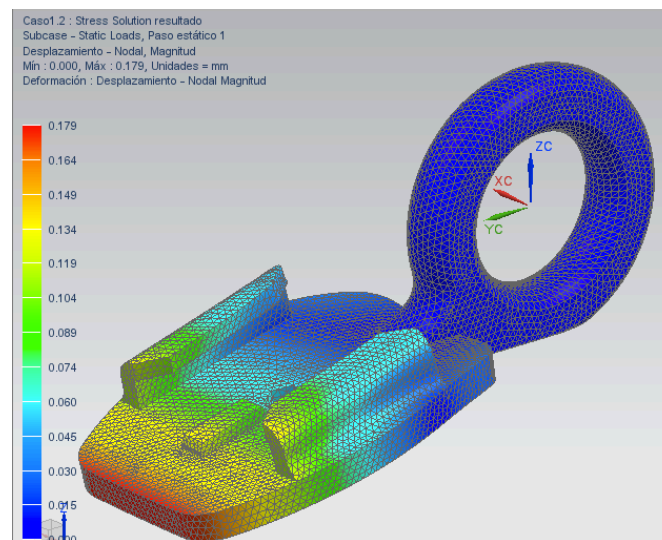 Caso1.2 : Stress Solution resultado
Subcase - Static Loads, Paso estático 1
Desplazamiento - Nodal, Magnitud
Mín : 0.000, Máx : 0.179, Unidades = mm
Deformación : Desplazamiento - Nodal Magnitud
0.179
0.164
0.149
0.134
0.119
0.104
0.089
0.074
0.060
0.045
0.030
0.015
0.000
ZC
XC
YC